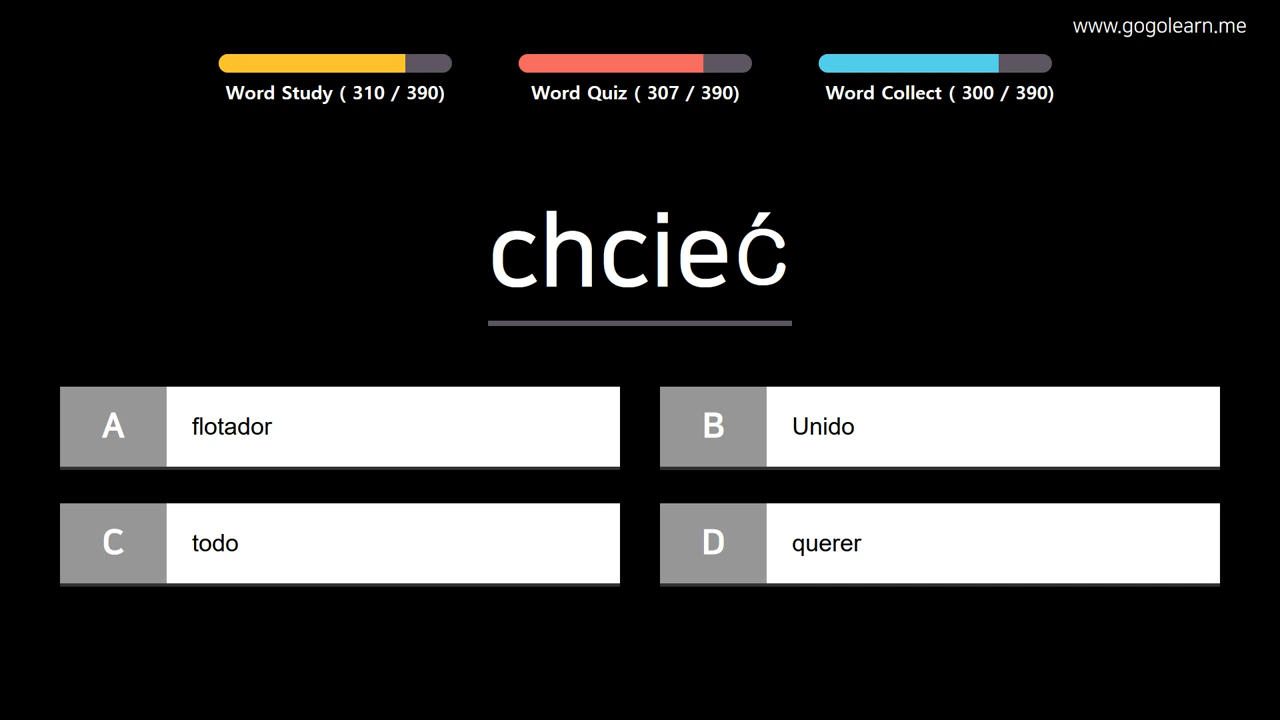 www.gogolearn.me
Word Study ( 310 / 390)
Word Quiz ( 307 / 390)
Word Collect ( 300 / 390)
chcieć
A flotador
B Unido
C todo
D querer